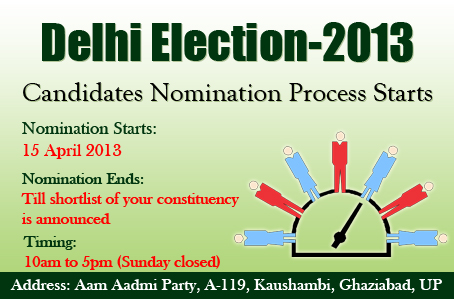 Delhi Election-2013
Candidates Nomination Process Starts
Nomination Starts:
15 April 2013
Nomination Ends:
Till shortlist of your constituency
is announced
Timing:
10am to 5pm (Sunday closed)
Address: Aam Aadmi Party, A-119, Kaushambi, Ghaziabad, UP